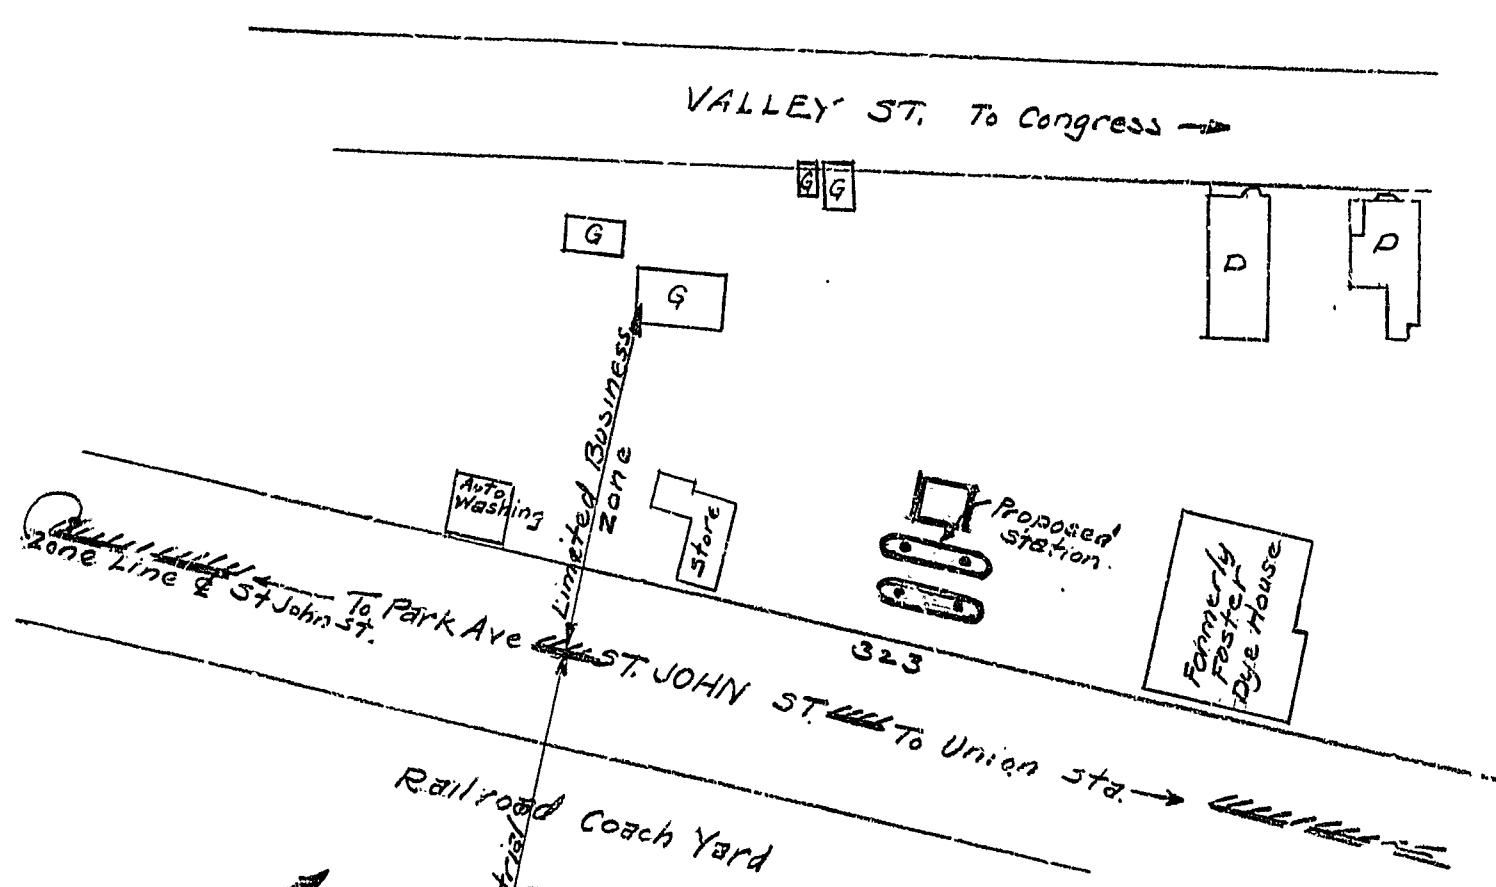 VALLEY ST. To Congress
G G
G
G
D
D
Limited Business
Zone
Auto
Washing
Store
Proposed
Station.
Formerly
Foster
Dye House
Zone Line ⅊ St John St.
To Park Ave
ST. JOHN ST.
323
To Union Sta.
Railroad Coach Yard